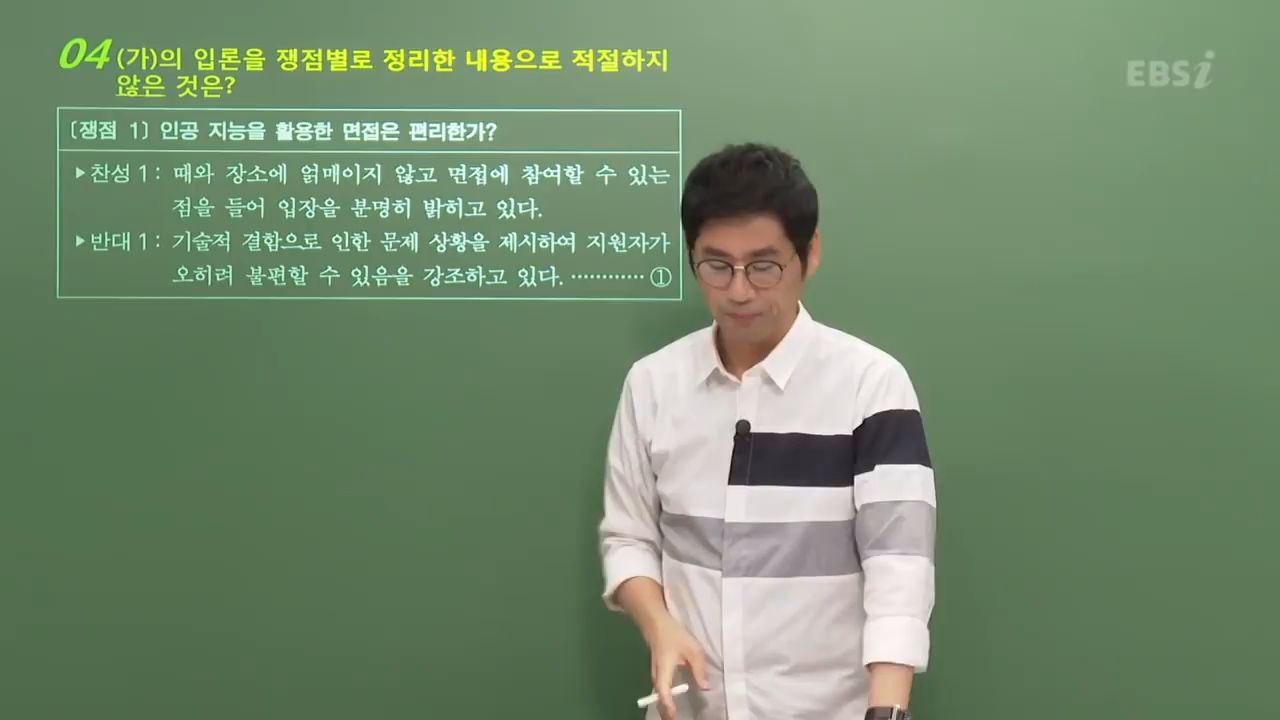 04 (가)의 입론을 쟁점별로 정리한 내용으로 적절하지
않은 것은?
EBSi
〔쟁점 1〕 인공 지능을 활용한 면접은 편리한가?
▶찬성 1 : 때와 장소에 얽매이지 않고 면접에 참여할 수 있는
점을 들어 입장을 분명히 밝히고 있다.
▶반대 1 : 기술적 결함으로 인한 문제 상황을 제시하여 지원자가
오히려 불편할 수 있음을 강조하고 있다. ………… ①